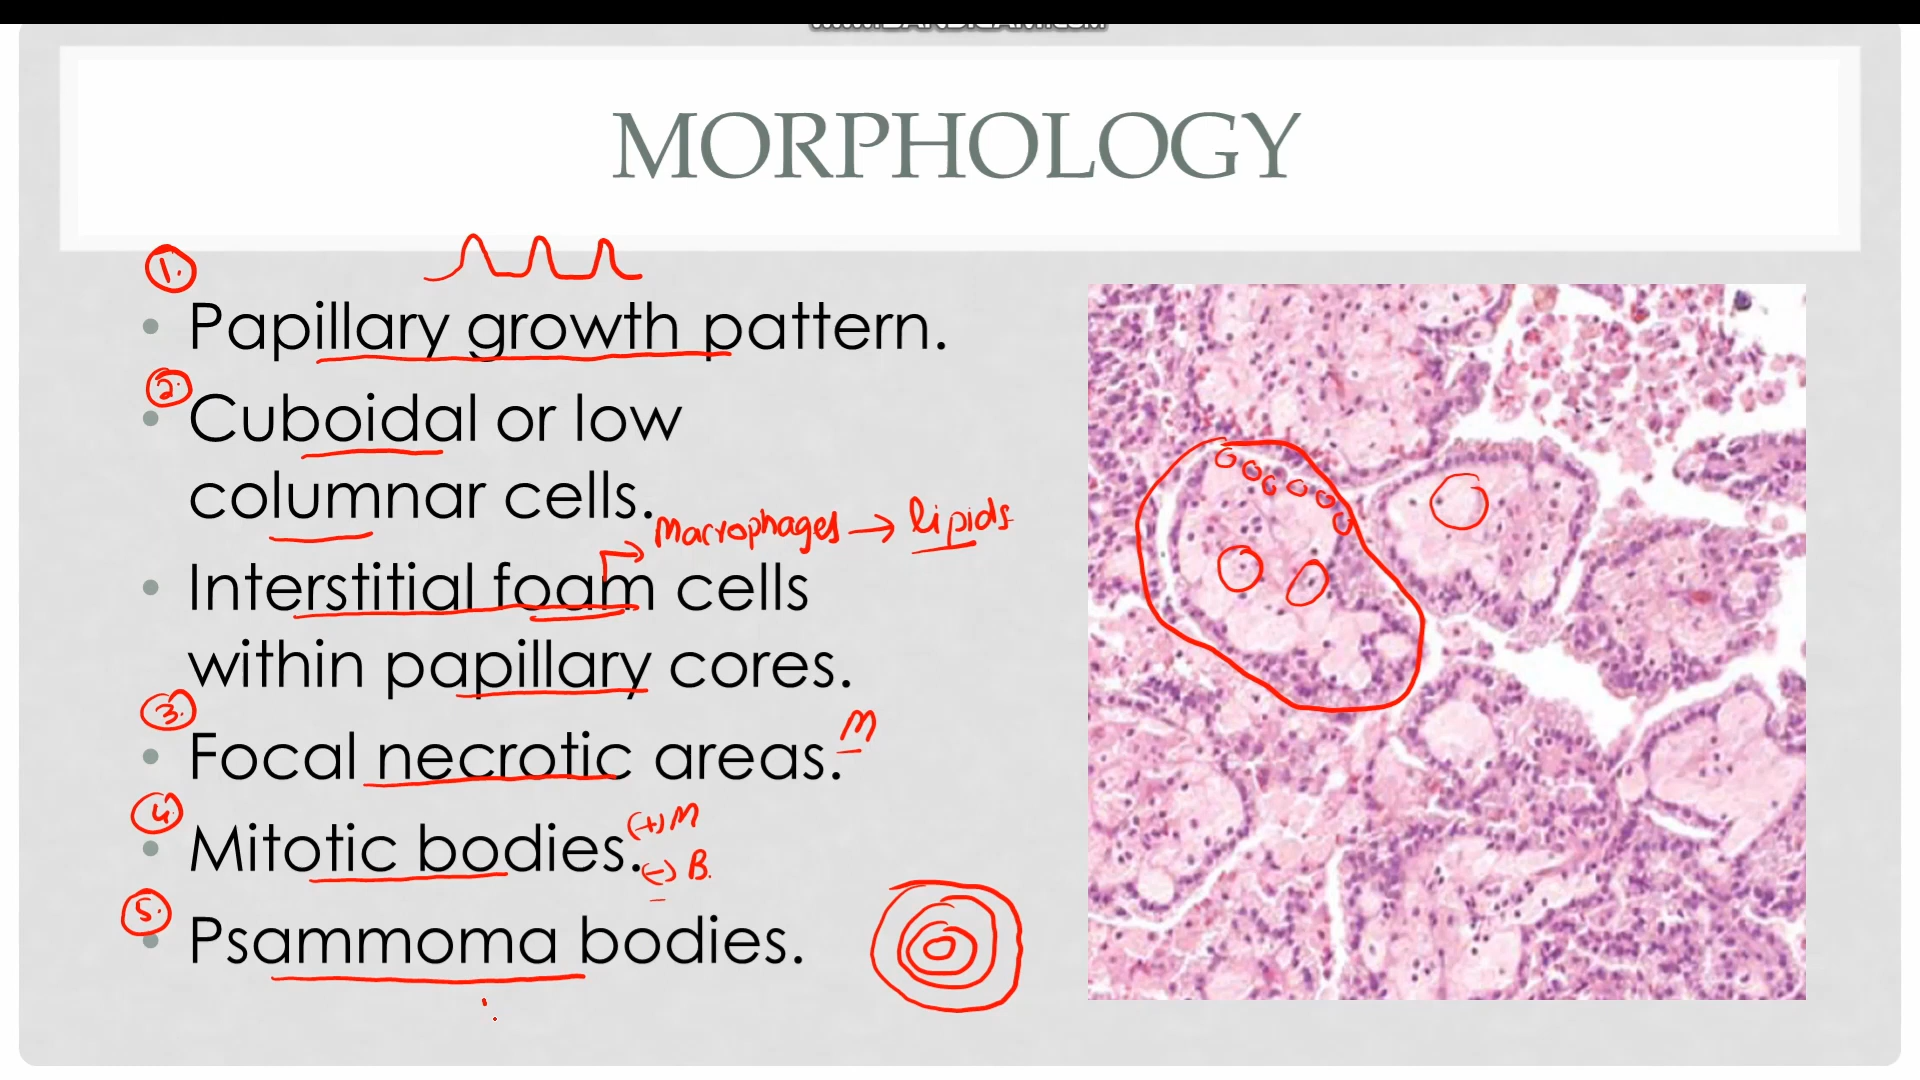 MORPHOLOGY
1.
• Papillary growth pattern.
2.
• Cuboidal or low
columnar cells.
Macrophages → lipids
• Interstitial foam cells
within papillary cores.
3.
• Focal necrotic areas. M
4.
• Mitotic bodies. (+) M
(-) B.
5.
• Psammoma bodies.